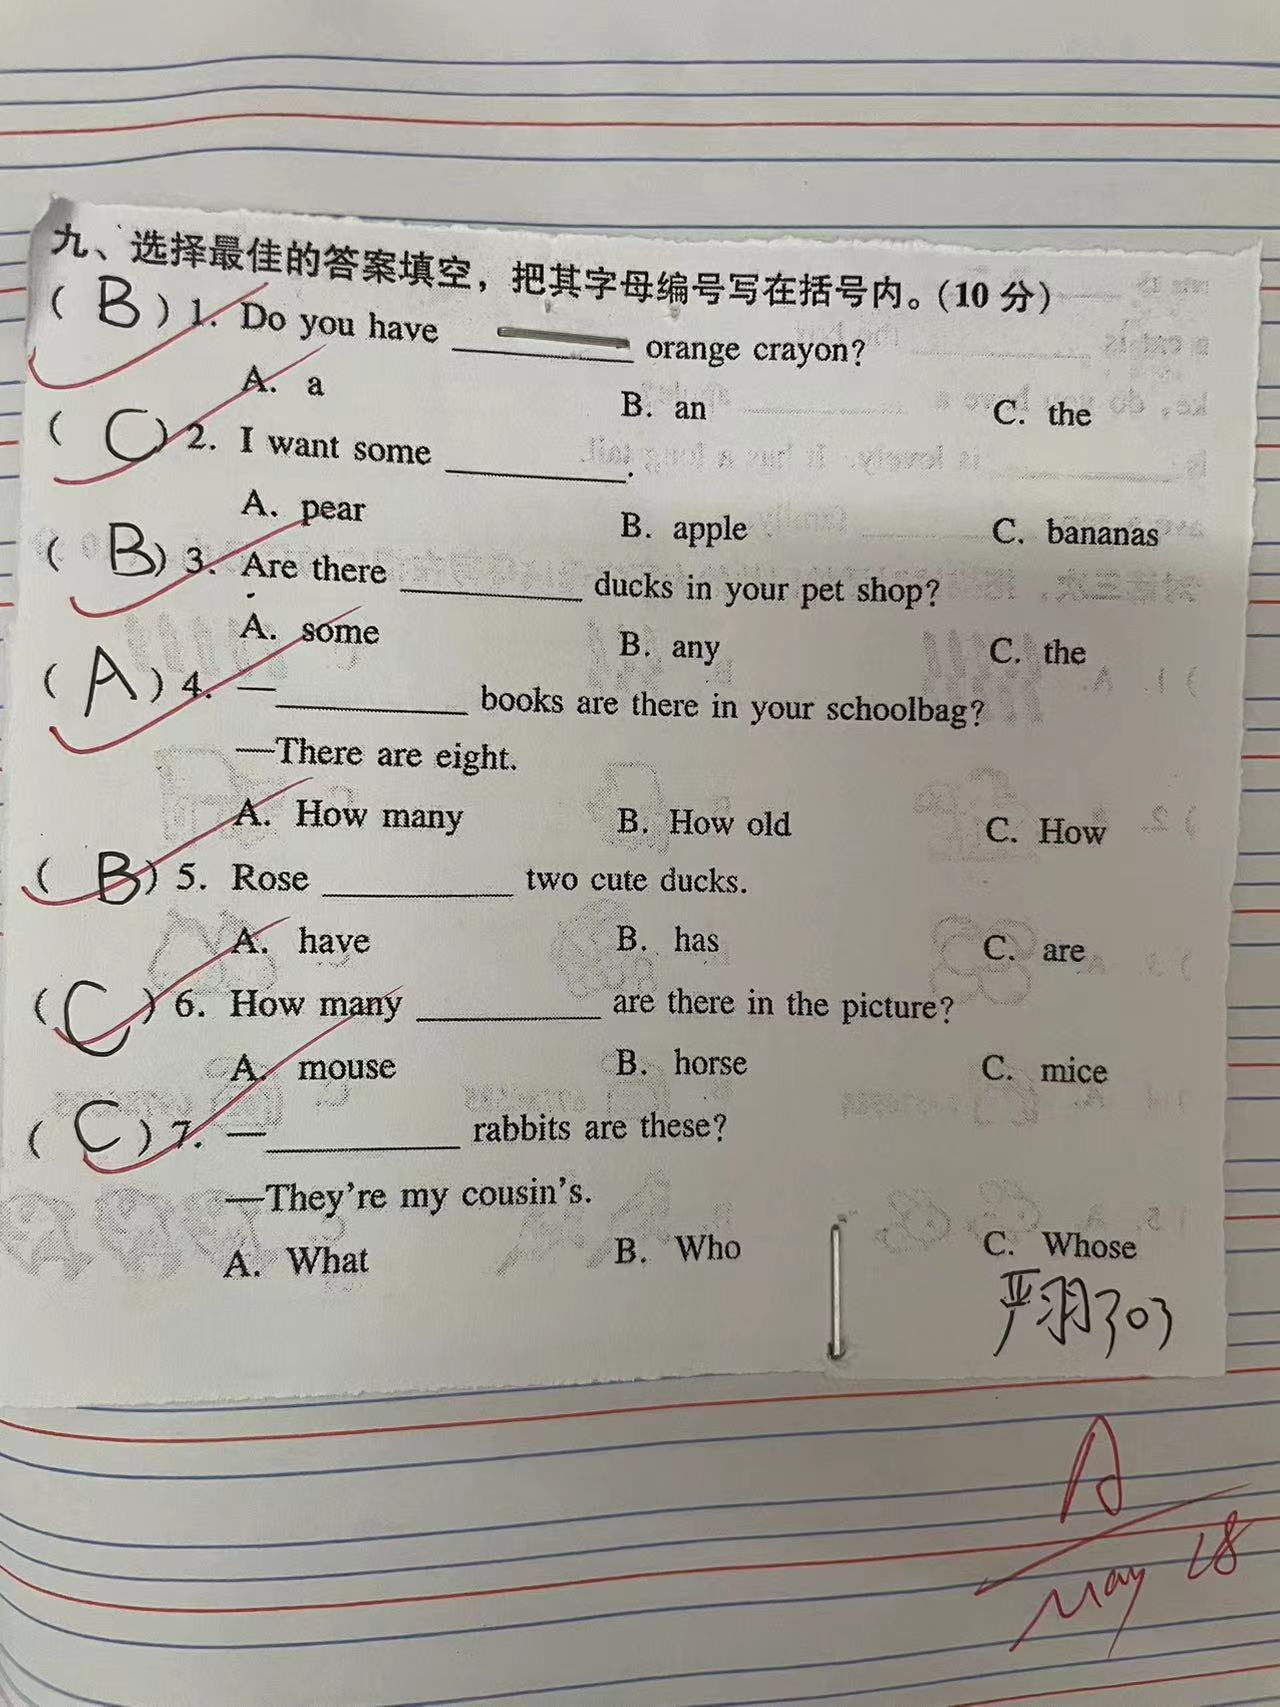 九、选择最佳的答案填空，把其字母编号写在括号内。（10 分）
( B ) 1. Do you have ________ orange crayon?
A. a B. an C. the
( C ) 2. I want some ________.
A. pear B. apple C. bananas
( B ) 3. Are there ________ ducks in your pet shop?
A. some B. any C. the
( A ) 4. —________ books are there in your schoolbag?
—There are eight.
A. How many B. How old C. How
( B ) 5. Rose ________ two cute ducks.
A. have B. has C. are
( C ) 6. How many ________ are there in the picture?
A. mouse B. horse C. mice
( C ) 7. —________ rabbits are these?
—They're my cousin's.
A. What B. Who C. Whose
严羽303
A
May 28